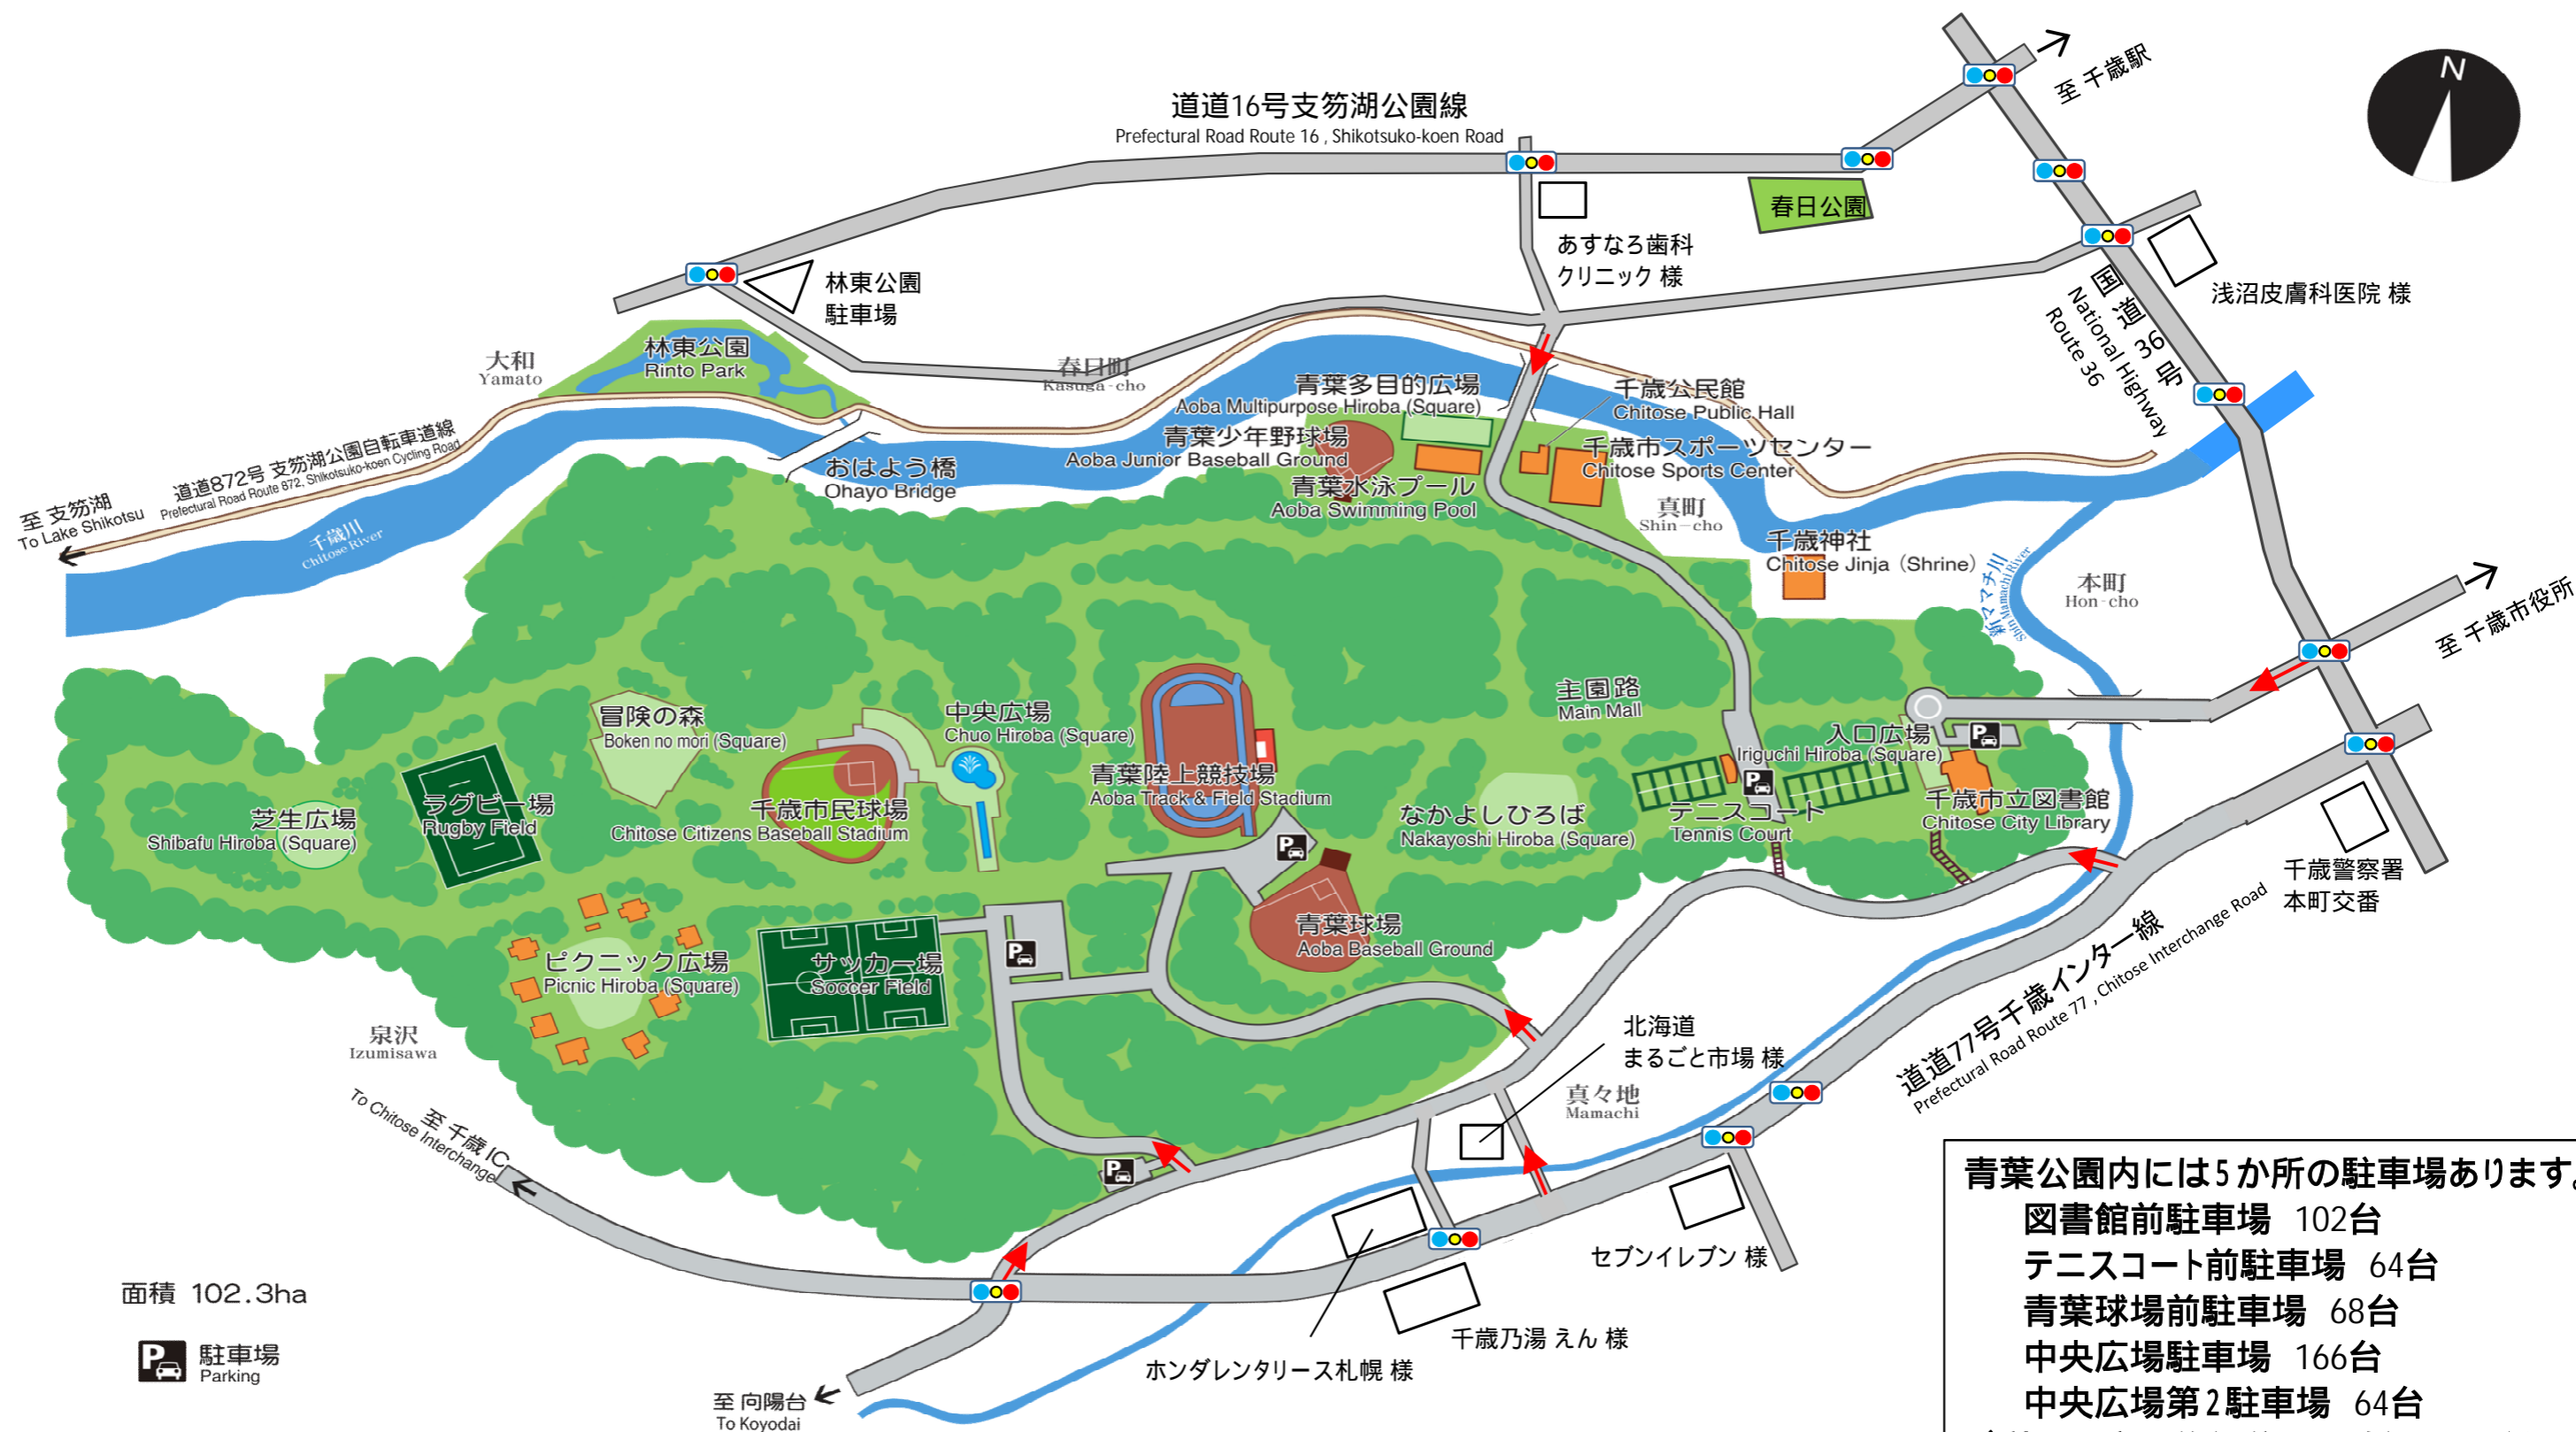 道道16号支笏湖公園線
Prefectural Road Route 16 , Shikotsuko-koen Road
至 千歳駅
N
春日公園
あすなろ歯科
クリニック 様
浅沼皮膚科医院 様
国道36号
National Highway
Route 36
林東公園
駐車場
林東公園
Rinto Park
大和
Yamato
春日町
Kasuga-cho
道道872号 支笏湖公園自転車道線
Prefectural Road Route 872, Shikotsuko-koen Cycling Road
至 支笏湖
To Lake Shikotsu
千歳川
Chitose River
おはよう橋
Ohayo Bridge
青葉多目的広場
Aoba Multipurpose Hiroba (Square)
青葉少年野球場
Aoba Junior Baseball Ground
青葉水泳プール
Aoba Swimming Pool
千歳公民館
Chitose Public Hall
千歳市スポーツセンター
Chitose Sports Center
真町
Shin-cho
千歳神社
Chitose Jinja (Shrine)
新ママチ川
Shin Mamachi River
本町
Hon-cho
至 千歳市役所
主園路
Main Mall
入口広場
Iriguchi Hiroba (Square)
P
千歳市立図書館
Chitose City Library
P
テニスコート
Tennis Court
なかよしひろば
Nakayoshi Hiroba (Square)
冒険の森
Boken no mori (Square)
中央広場
Chuo Hiroba (Square)
青葉陸上競技場
Aoba Track & Field Stadium
千歳市民球場
Chitose Citizens Baseball Stadium
ラグビー場
Rugby Field
芝生広場
Shibafu Hiroba (Square)
P
青葉球場
Aoba Baseball Ground
ピクニック広場
Picnic Hiroba (Square)
サッカー場
Soccer Field
P
千歳警察署
本町交番
道道77号千歳インター線
Prefectural Road Route 77 , Chitose Interchange Road
北海道
まるごと市場 様
真々地
Mamachi
泉沢
Izumisawa
至 千歳 IC
To Chitose Interchange
P
セブンイレブン 様
千歳乃湯 えん 様
ホンダレンタリース札幌 様
至 向陽台
To Koyodai
面積 102.3ha
P
駐車場
Parking
青葉公園内には5か所の駐車場あります。
図書館前駐車場 102台
テニスコート前駐車場 64台
青葉球場前駐車場 68台
中央広場駐車場 166台
中央広場第2駐車場 64台